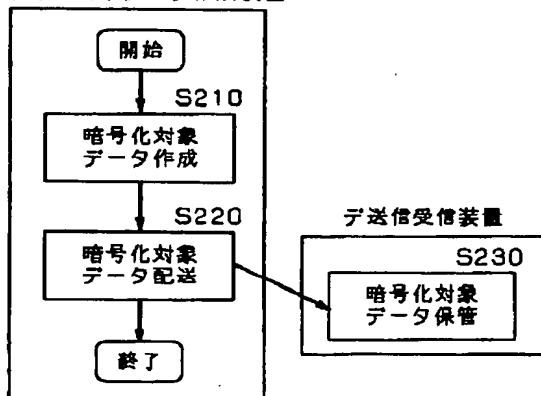 開始
S210
暗号化対象
データ作成
S220
暗号化対象
データ配送
終了
デ送信受信装置
S230
暗号化対象
データ保管